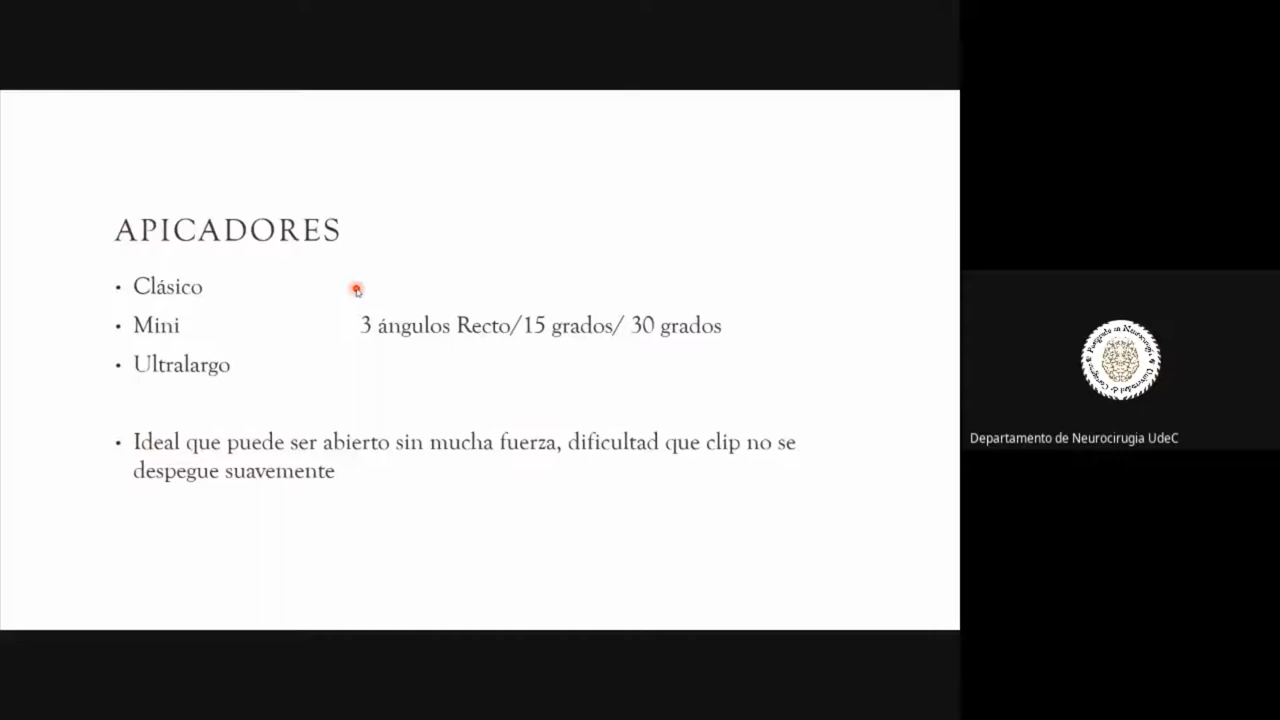 APICADORES
• Clásico
• Mini 3 ángulos Recto/15 grados/ 30 grados
• Ultralargo
• Ideal que puede ser abierto sin mucha fuerza, dificultad que clip no se
despegue suavemente
Departamento de Neurocirugia UdeC